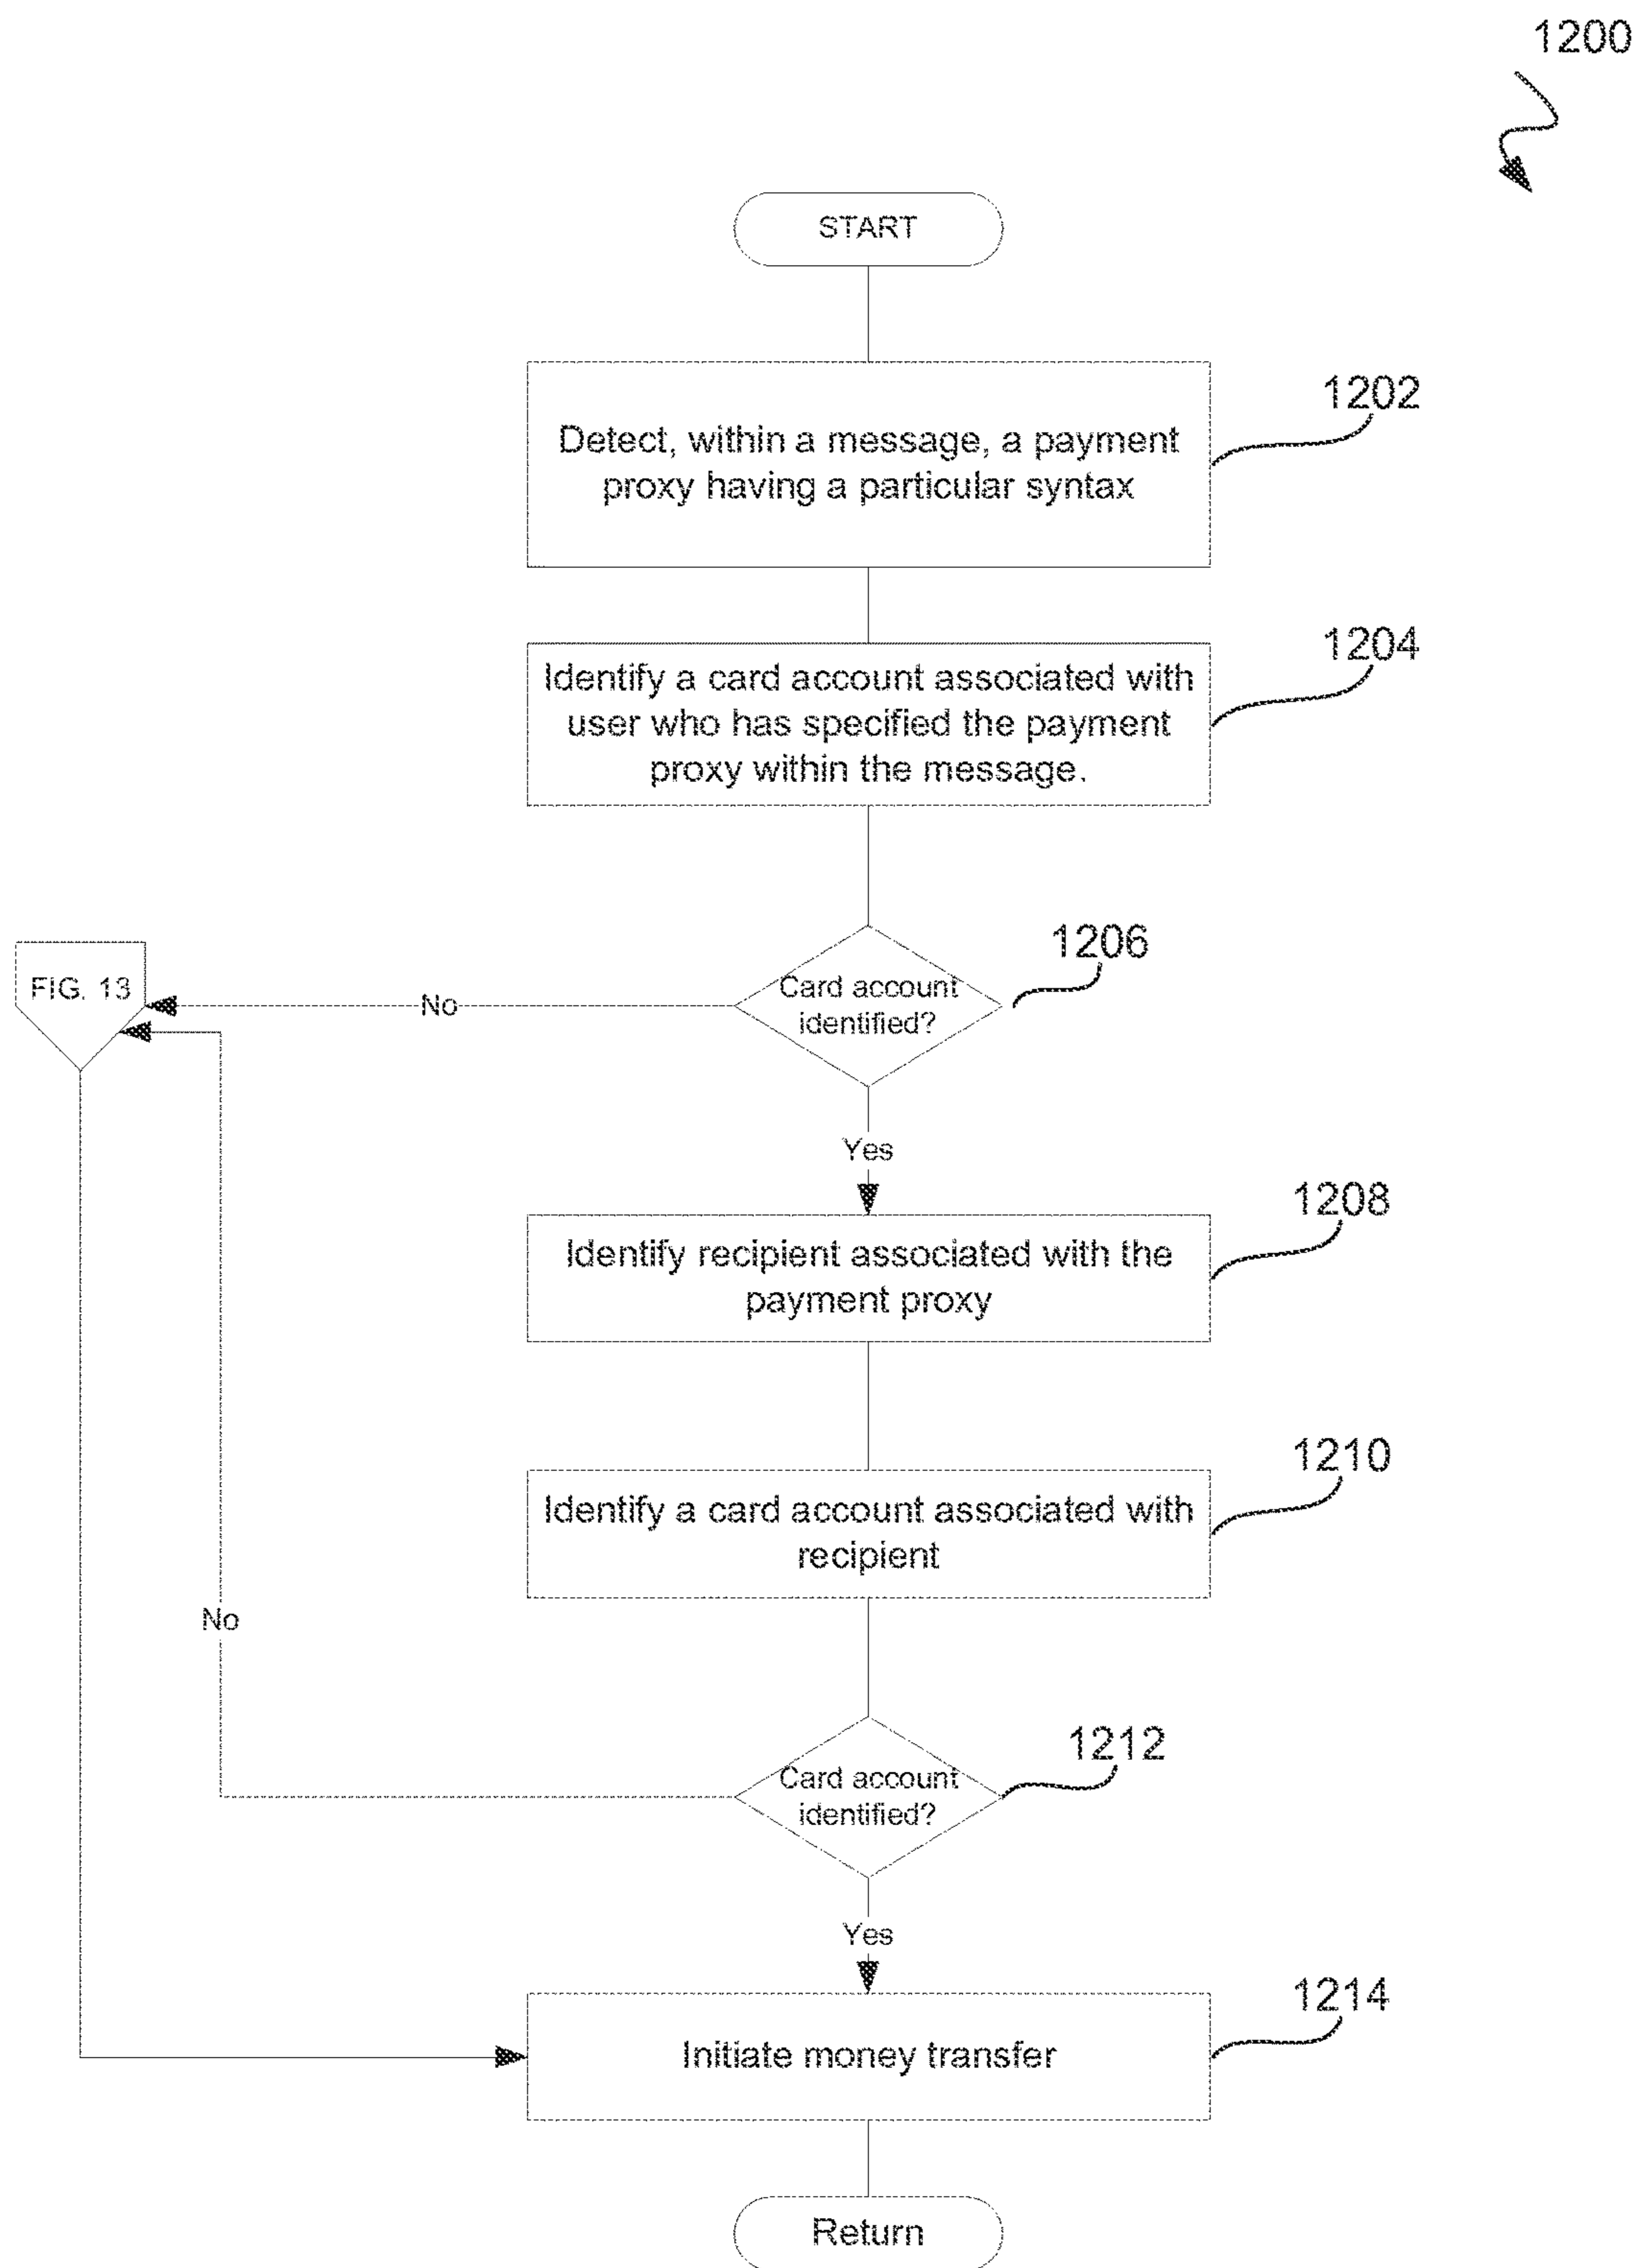 1200
START
1202
Detect, within a message, a payment
proxy having a particular syntax
1204
Identify a card account associated with
user who has specified the payment
proxy within the message.
1206
FIG. 13
No
Card account
identified?
Yes
1208
Identify recipient associated with the
payment proxy
1210
Identify a card account associated with
recipient
No
1212
Card account
identified?
Yes
1214
Initiate money transfer
Return